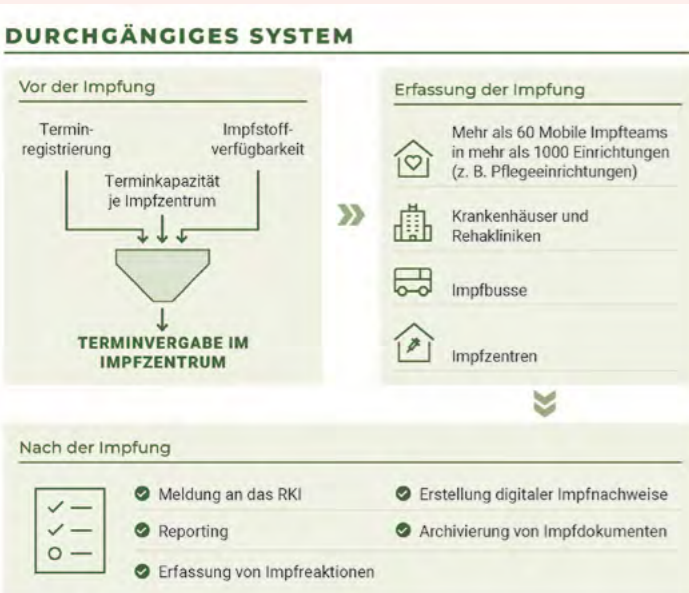 DURCHGÄNGIGES SYSTEM
Vor der Impfung
Termin-
registrierung
Impfstoff-
verfügbarkeit
Terminkapazität
je Impfzentrum
TERMINVERGABE IM
IMPFZENTRUM
Erfassung der Impfung
Mehr als 60 Mobile Impfteams
in mehr als 1000 Einrichtungen
(z. B. Pflegeeinrichtungen)
Krankenhäuser und
Rehakliniken
Impfbusse
Impfzentren
Nach der Impfung
Meldung an das RKI
Reporting
Erfassung von Impfreaktionen
Erstellung digitaler Impfnachweise
Archivierung von Impfdokumenten